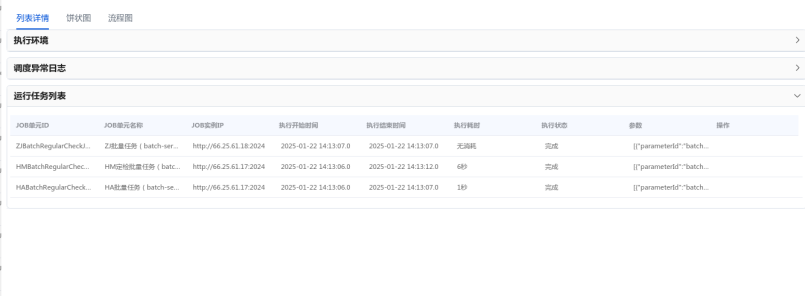 列表详情 饼状图 流程图
执行环境
调度异常日志
运行任务列表
JOB单元ID JOB单元名称 JOB实例IP 执行开始时间 执行结束时间 执行耗时 执行状态 参数 操作
ZJBatchRegularCheckJ... ZJ批量任务 ( batch-ser... http://66.25.61.18:2024 2025-01-22 14:13:07.0 2025-01-22 14:13:07.0 无消耗 完成 [{"parameterId":"batch...
HMBatchRegularChec... HM定检批量任务 ( batc... http://66.25.61.17:2024 2025-01-22 14:13:06.0 2025-01-22 14:13:12.0 6秒 完成 [{"parameterId":"batch...
HABatchRegularCheck... HA批量任务 ( batch-se... http://66.25.61.17:2024 2025-01-22 14:13:06.0 2025-01-22 14:13:07.0 1秒 完成 [{"parameterId":"batch...